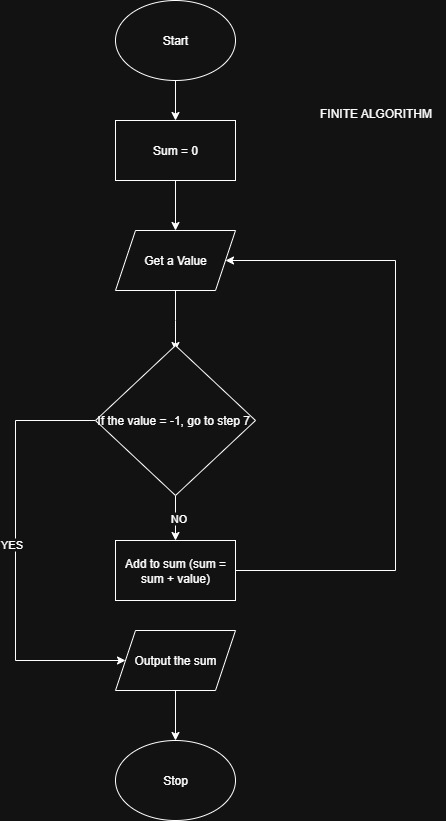 Start
FINITE ALGORITHM
Sum = 0
Get a Value
If the value = -1, go to step 7
NO
YES
Add to sum (sum =
sum + value)
Output the sum
Stop